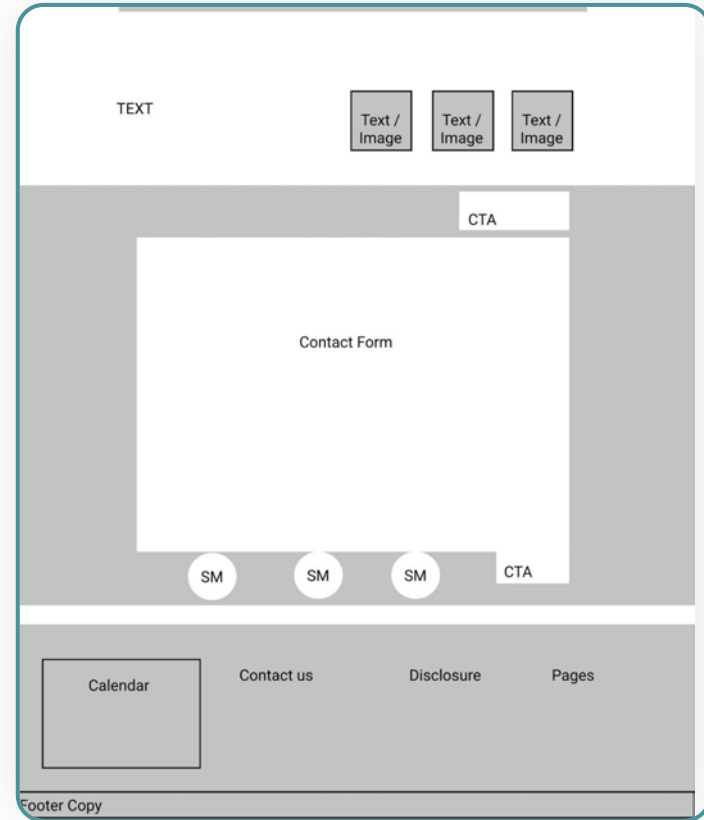 TEXT
Text /
Image
Text /
Image
Text /
Image
CTA
Contact Form
SM
SM
SM
CTA
Calendar
Contact us
Disclosure
Pages
Footer Copy